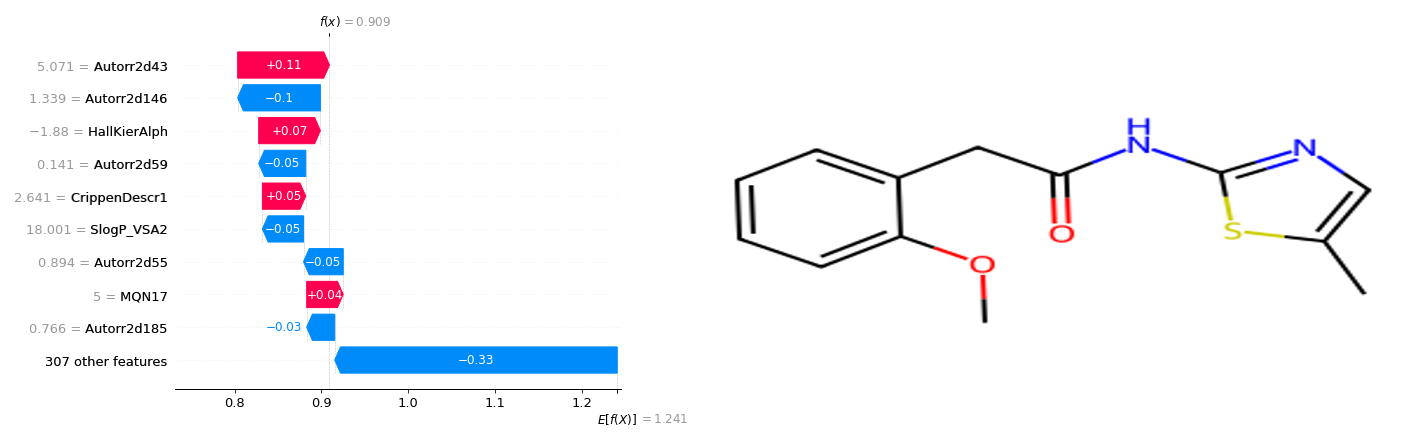 f(x) = 0.909
5.071 = Autorr2d43 +0.11
1.339 = Autorr2d146 −0.1
−1.88 = HallKierAlph +0.07
0.141 = Autorr2d59 −0.05
2.641 = CrippenDescr1 +0.05
18.001 = SlogP_VSA2 −0.05
0.894 = Autorr2d55 −0.05
5 = MQN17 +0.04
0.766 = Autorr2d185 −0.03
307 other features −0.33
0.8 0.9 1.0 1.1 1.2
E[f(X)] = 1.241
H
N
N
O
S
O